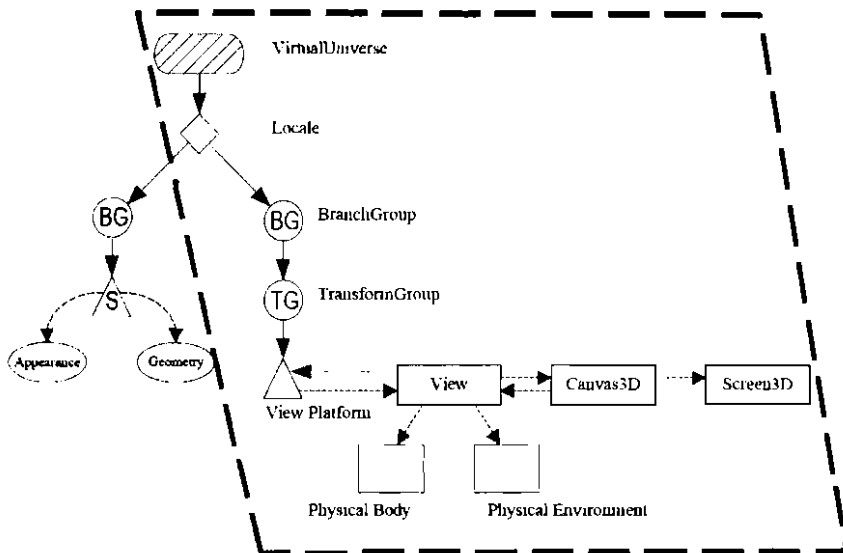 VirtualUniverse
Locale
BG
BG
BranchGroup
S
TG
TransformGroup
Appearance
Geometry
View
Canvas3D
Screen3D
View Platform
Physical Body
Physical Environment